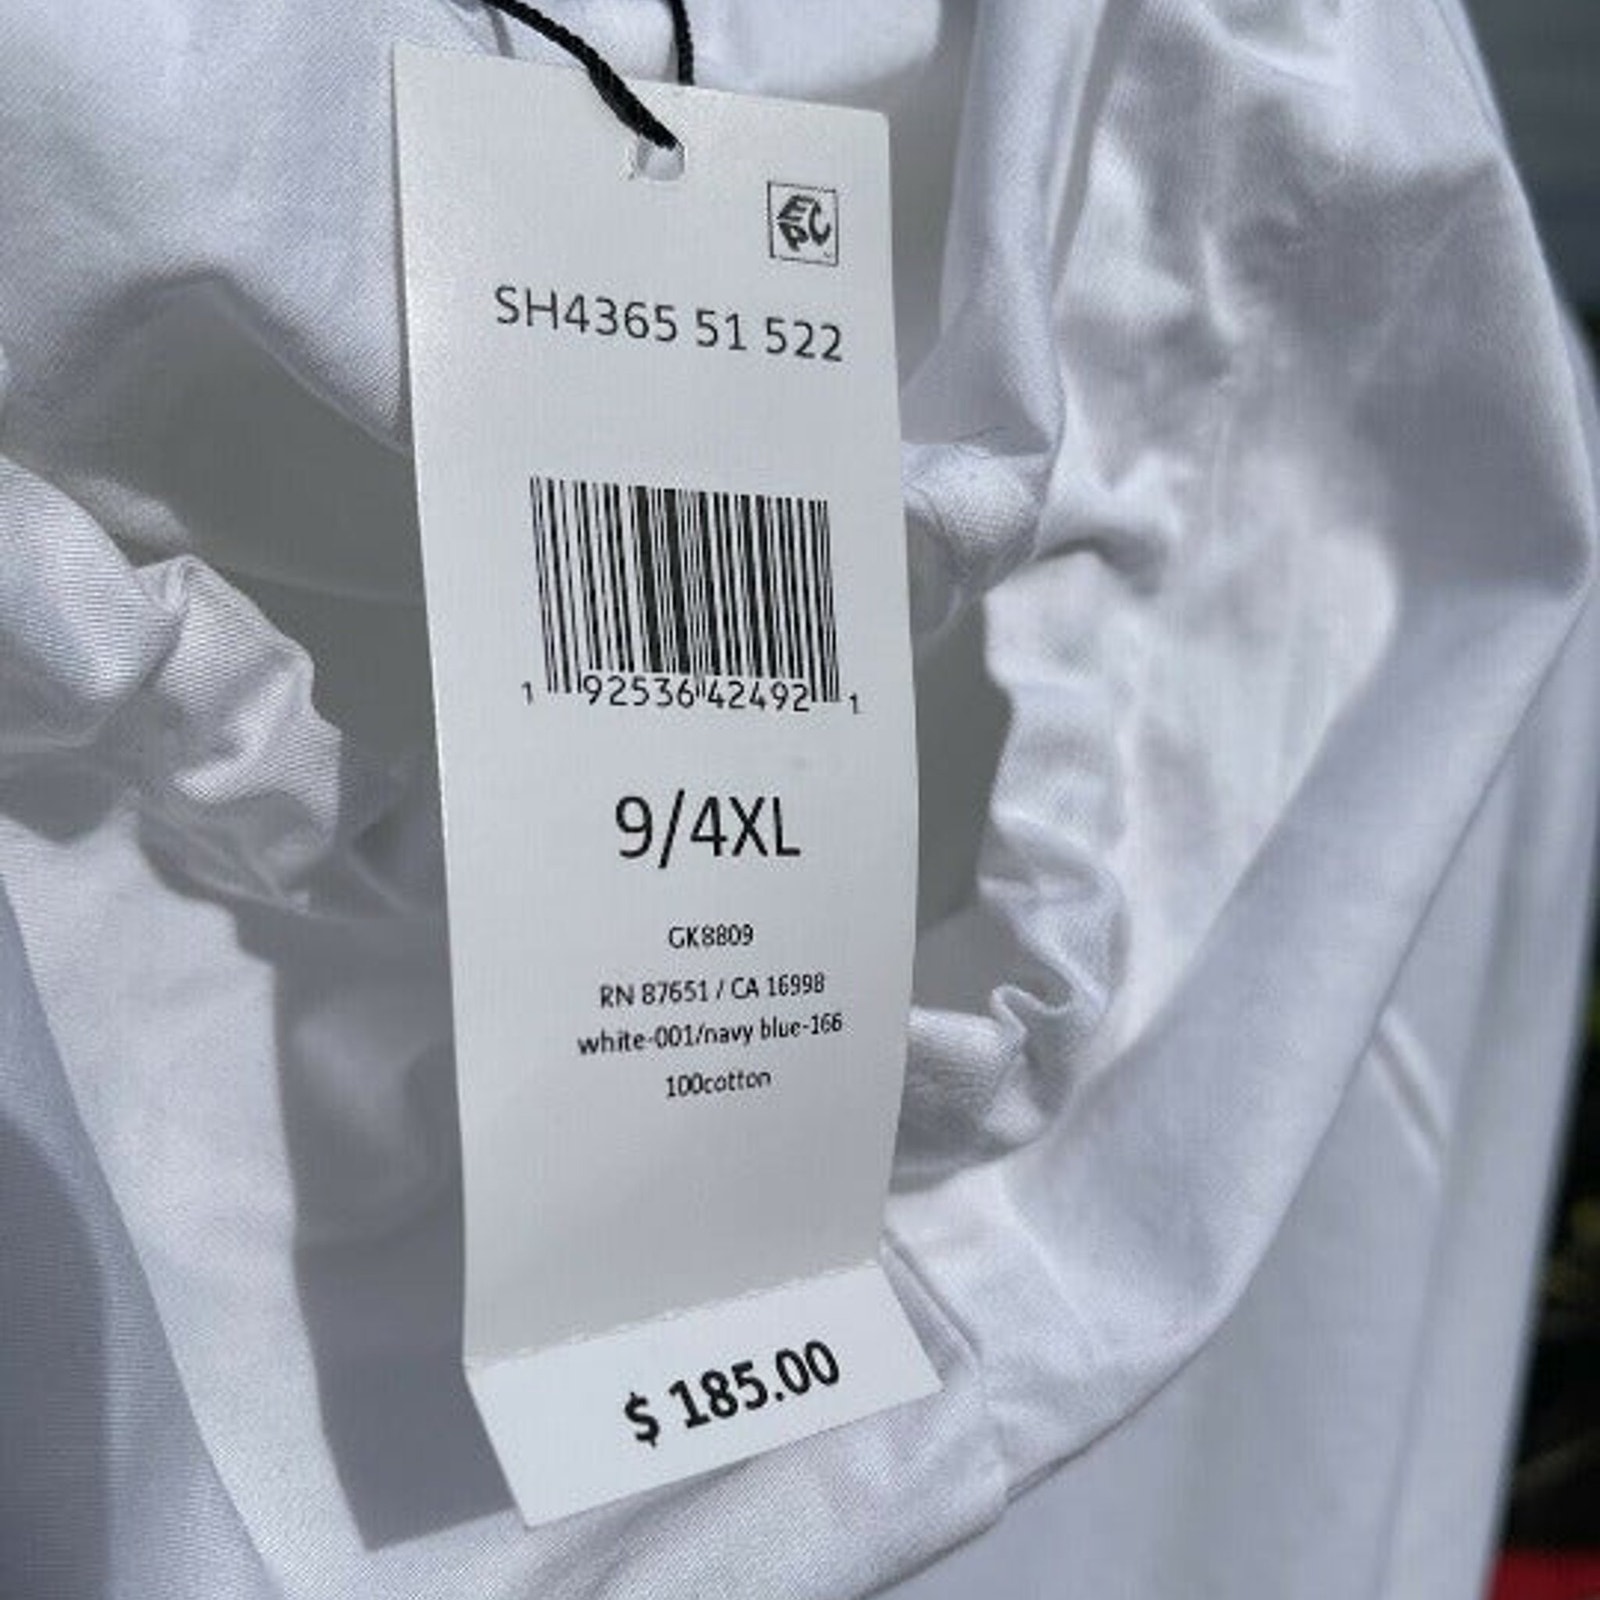 EPC
SH4365 51 522
1 92536 42492 1
9/4XL
GK8809
RN 87651 / CA 16998
white-001/navy blue-166
100cotton
$ 185.00